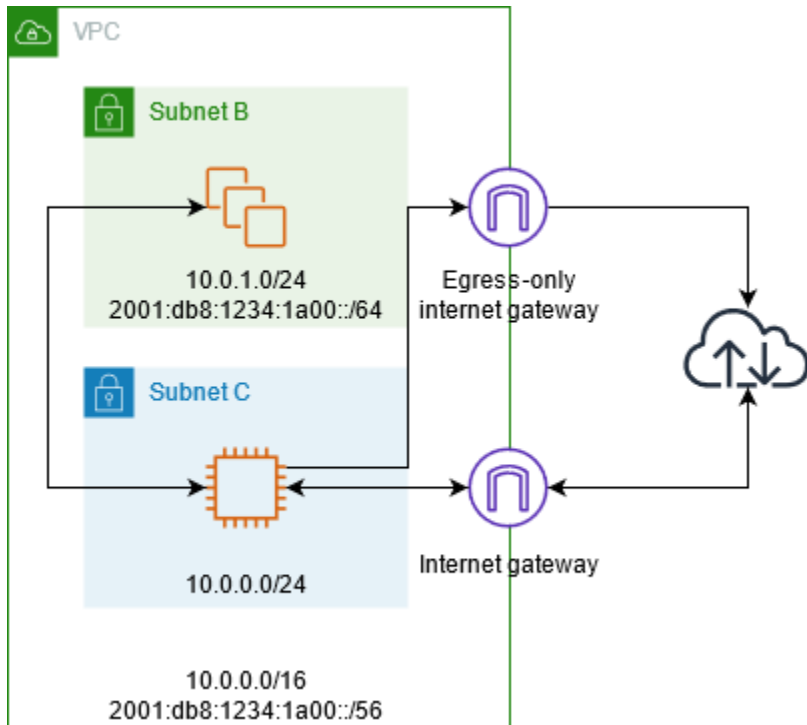 VPC
Subnet B
10.0.1.0/24
2001:db8:1234:1a00::/64
Egress-only
internet gateway
Subnet C
10.0.0.0/24
Internet gateway
10.0.0.0/16
2001:db8:1234:1a00::/56